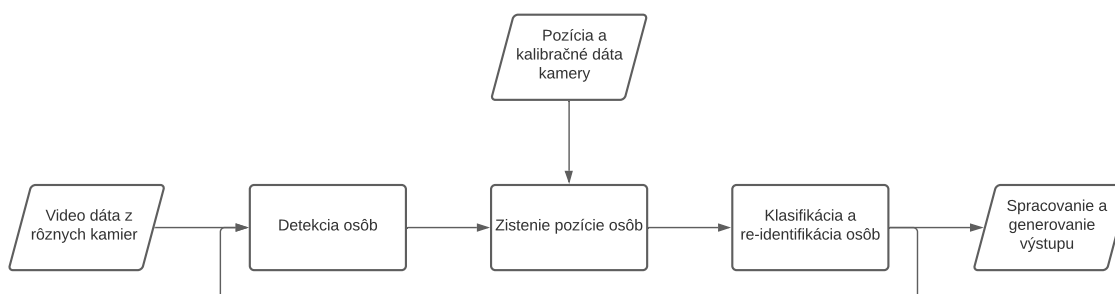 Pozícia a
kalibračné dáta
kamery
Video dáta z
rôznych kamier
Detekcia osôb
Zistenie pozície osôb
Klasifikácia a
re-identifikácia osôb
Spracovanie a
generovanie
výstupu